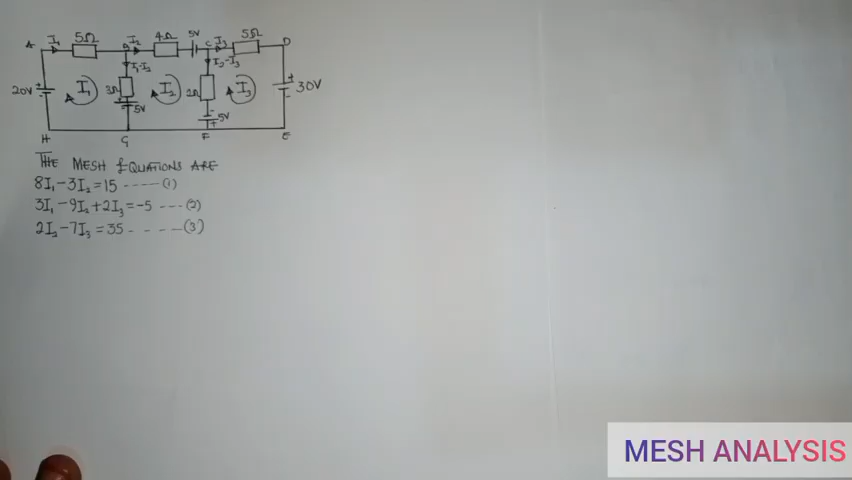 5V
I₁ 5Ω B I₂ 4Ω C I₃ 5Ω D
A
I₁-I₂ I₂-I₃
20V + - I₁ 3Ω I₂ 2Ω I₃ + - 30V
5V - + 5V
H G F E
THE MESH EQUATIONS ARE
8I₁-3I₂=15 -----(1)
3I₁-9I₂+2I₃=-5 ---(2)
2I₂-7I₃=35- - - ---(3)
MESH ANALYSIS